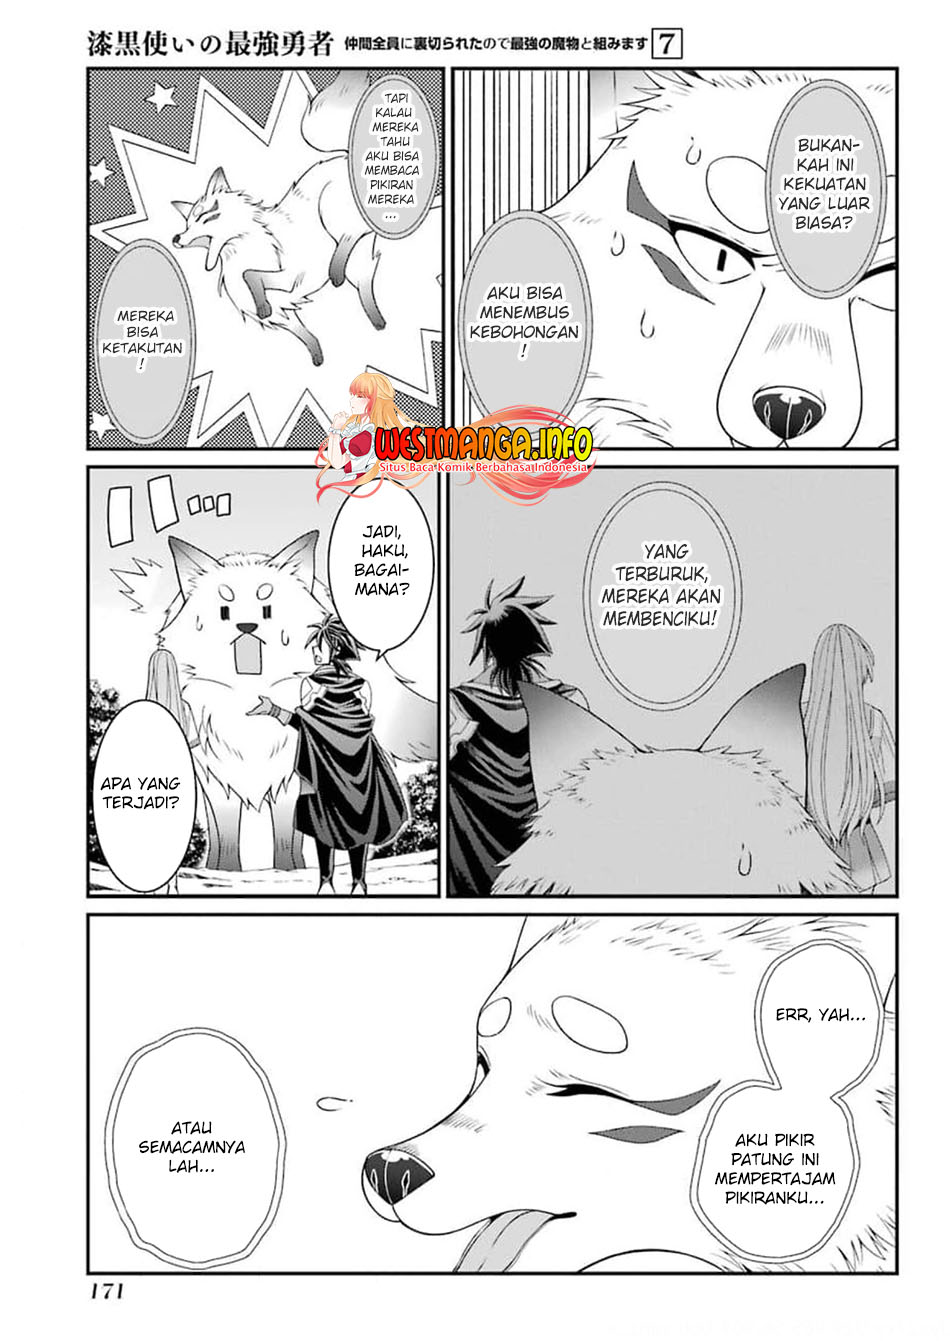 漆黒使いの最強勇者 仲間全員に裏切られたので最強の魔物と組みます 7
BUKAN-
KAH INI
KEKUATAN
YANG LUAR
BIASA?
AKU BISA
MENEMBUS
KEBOHONGAN
!
TAPI
KALAU
MEREKA
TAHU
AKU BISA
MEMBACA
PIKIRAN
MEREKA
...
MEREKA
BISA
KETAKUTAN
!
WESTMANGA.INFO
Situs Baca Komik Berbahasa Indonesia
YANG
TERBURUK,
MEREKA AKAN
MEMBENCIKU!
JADI,
HAKU,
BAGAI-
MANA?
APA YANG
TERJADI?
ERR, YAH...
AKU PIKIR
PATUNG INI
MEMPERTAJAM
PIKIRANKU...
ATAU
SEMACAMNYA
LAH...
171